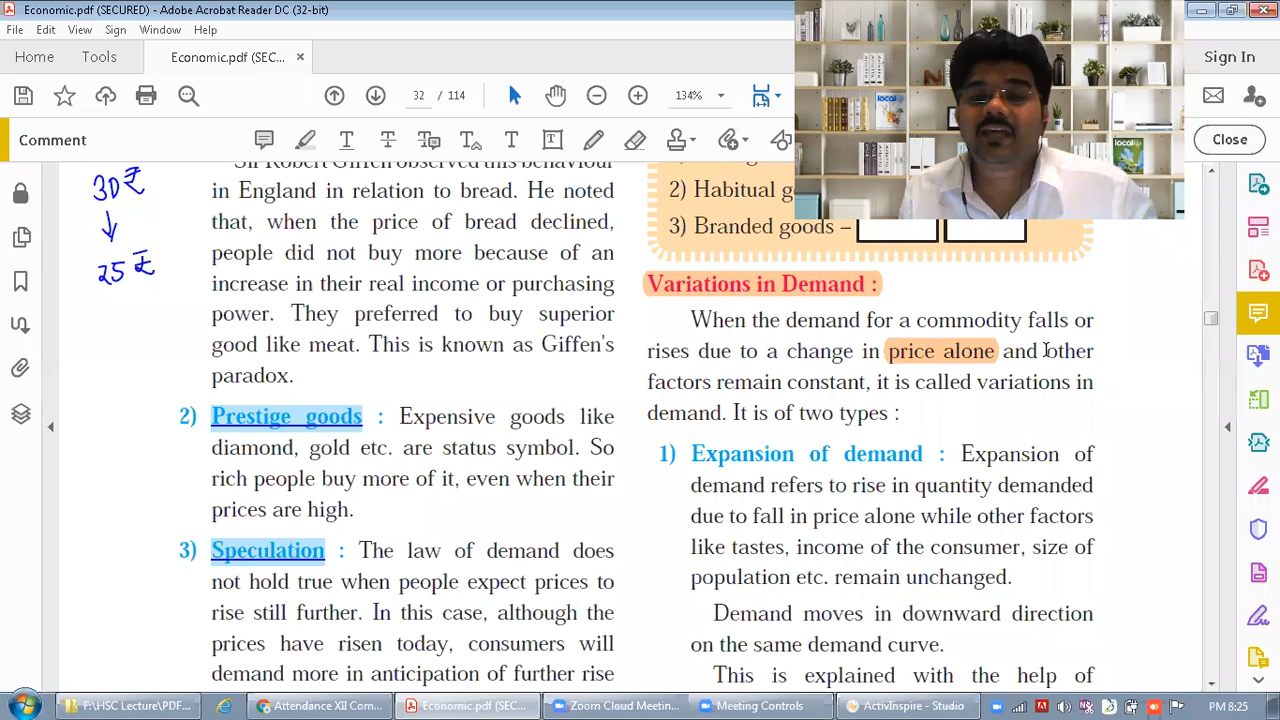 Economic.pdf (SECURED) - Adobe Acrobat Reader DC (32-bit)
File Edit View Sign Window Help
Home Tools Economic.pdf (SEC... × Sign In
32 / 114 134%
Comment Close
30 ₹
25 ₹
in England in relation to bread. He noted
that, when the price of bread declined,
people did not buy more because of an
increase in their real income or purchasing
power. They preferred to buy superior
good like meat. This is known as Giffen's
paradox.
2) Prestige goods : Expensive goods like
diamond, gold etc. are status symbol. So
rich people buy more of it, even when their
prices are high.
3) Speculation : The law of demand does
not hold true when people expect prices to
rise still further. In this case, although the
prices have risen today, consumers will
demand more in anticipation of further rise
2) Habitual
3) Branded goods –
Variations in Demand :
When the demand for a commodity falls or
rises due to a change in price alone and other
factors remain constant, it is called variations in
demand. It is of two types :
1) Expansion of demand : Expansion of
demand refers to rise in quantity demanded
due to fall in price alone while other factors
like tastes, income of the consumer, size of
population etc. remain unchanged.
Demand moves in downward direction
on the same demand curve.
This is explained with the help of
local
F:\HSC Lecture\PDF... Attendance XII Com... Economic.pdf (SEC... Zoom Cloud Meeting... Meeting Controls ActivInspire - Studio PM 8:25